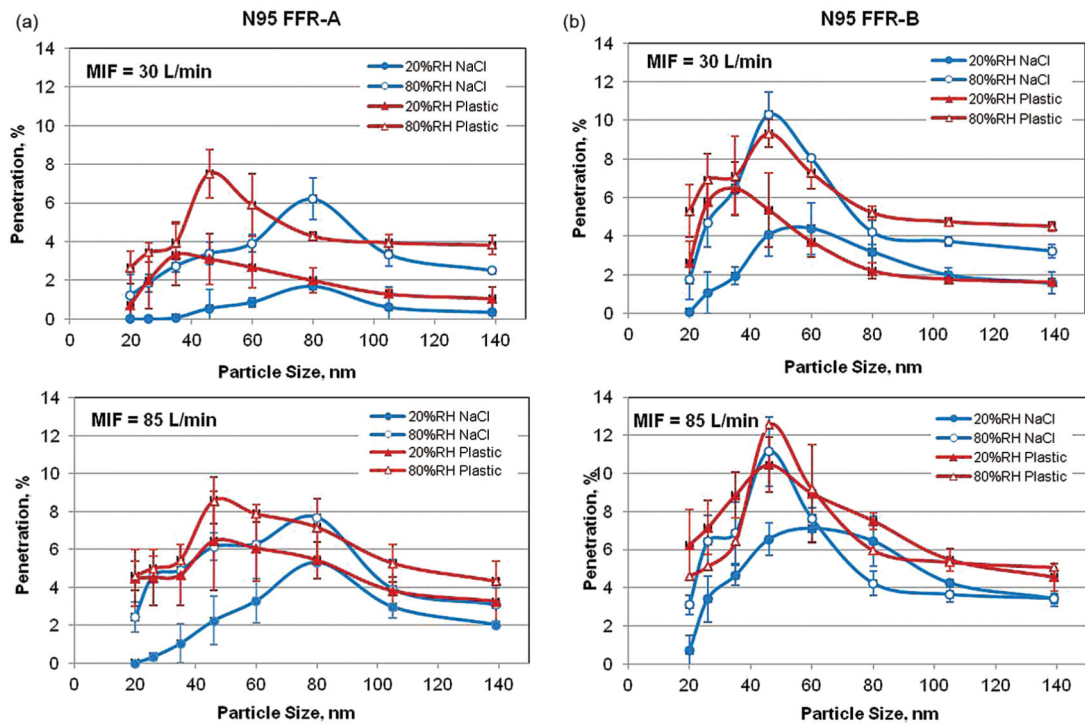 (a)
N95 FFR-A
14
12
10
8
6
4
2
0
Penetration, %
MIF = 30 L/min
20%RH NaCl
80%RH NaCl
20%RH Plastic
80%RH Plastic
0 20 40 60 80 100 120 140
Particle Size, nm
(b)
N95 FFR-B
14
12
10
8
6
4
2
0
Penetration, %
MIF = 30 L/min
20%RH NaCl
80%RH NaCl
20%RH Plastic
80%RH Plastic
0 20 40 60 80 100 120 140
Particle Size, nm
14
12
10
8
6
4
2
0
Penetration, %
MIF = 85 L/min
20%RH NaCl
80%RH NaCl
20%RH Plastic
80%RH Plastic
0 20 40 60 80 100 120 140
Particle Size, nm
14
12
10
8
6
4
2
0
Penetration, %
MIF = 85 L/min
20%RH NaCl
80%RH NaCl
20%RH Plastic
80%RH Plastic
0 20 40 60 80 100 120 140
Particle Size, nm